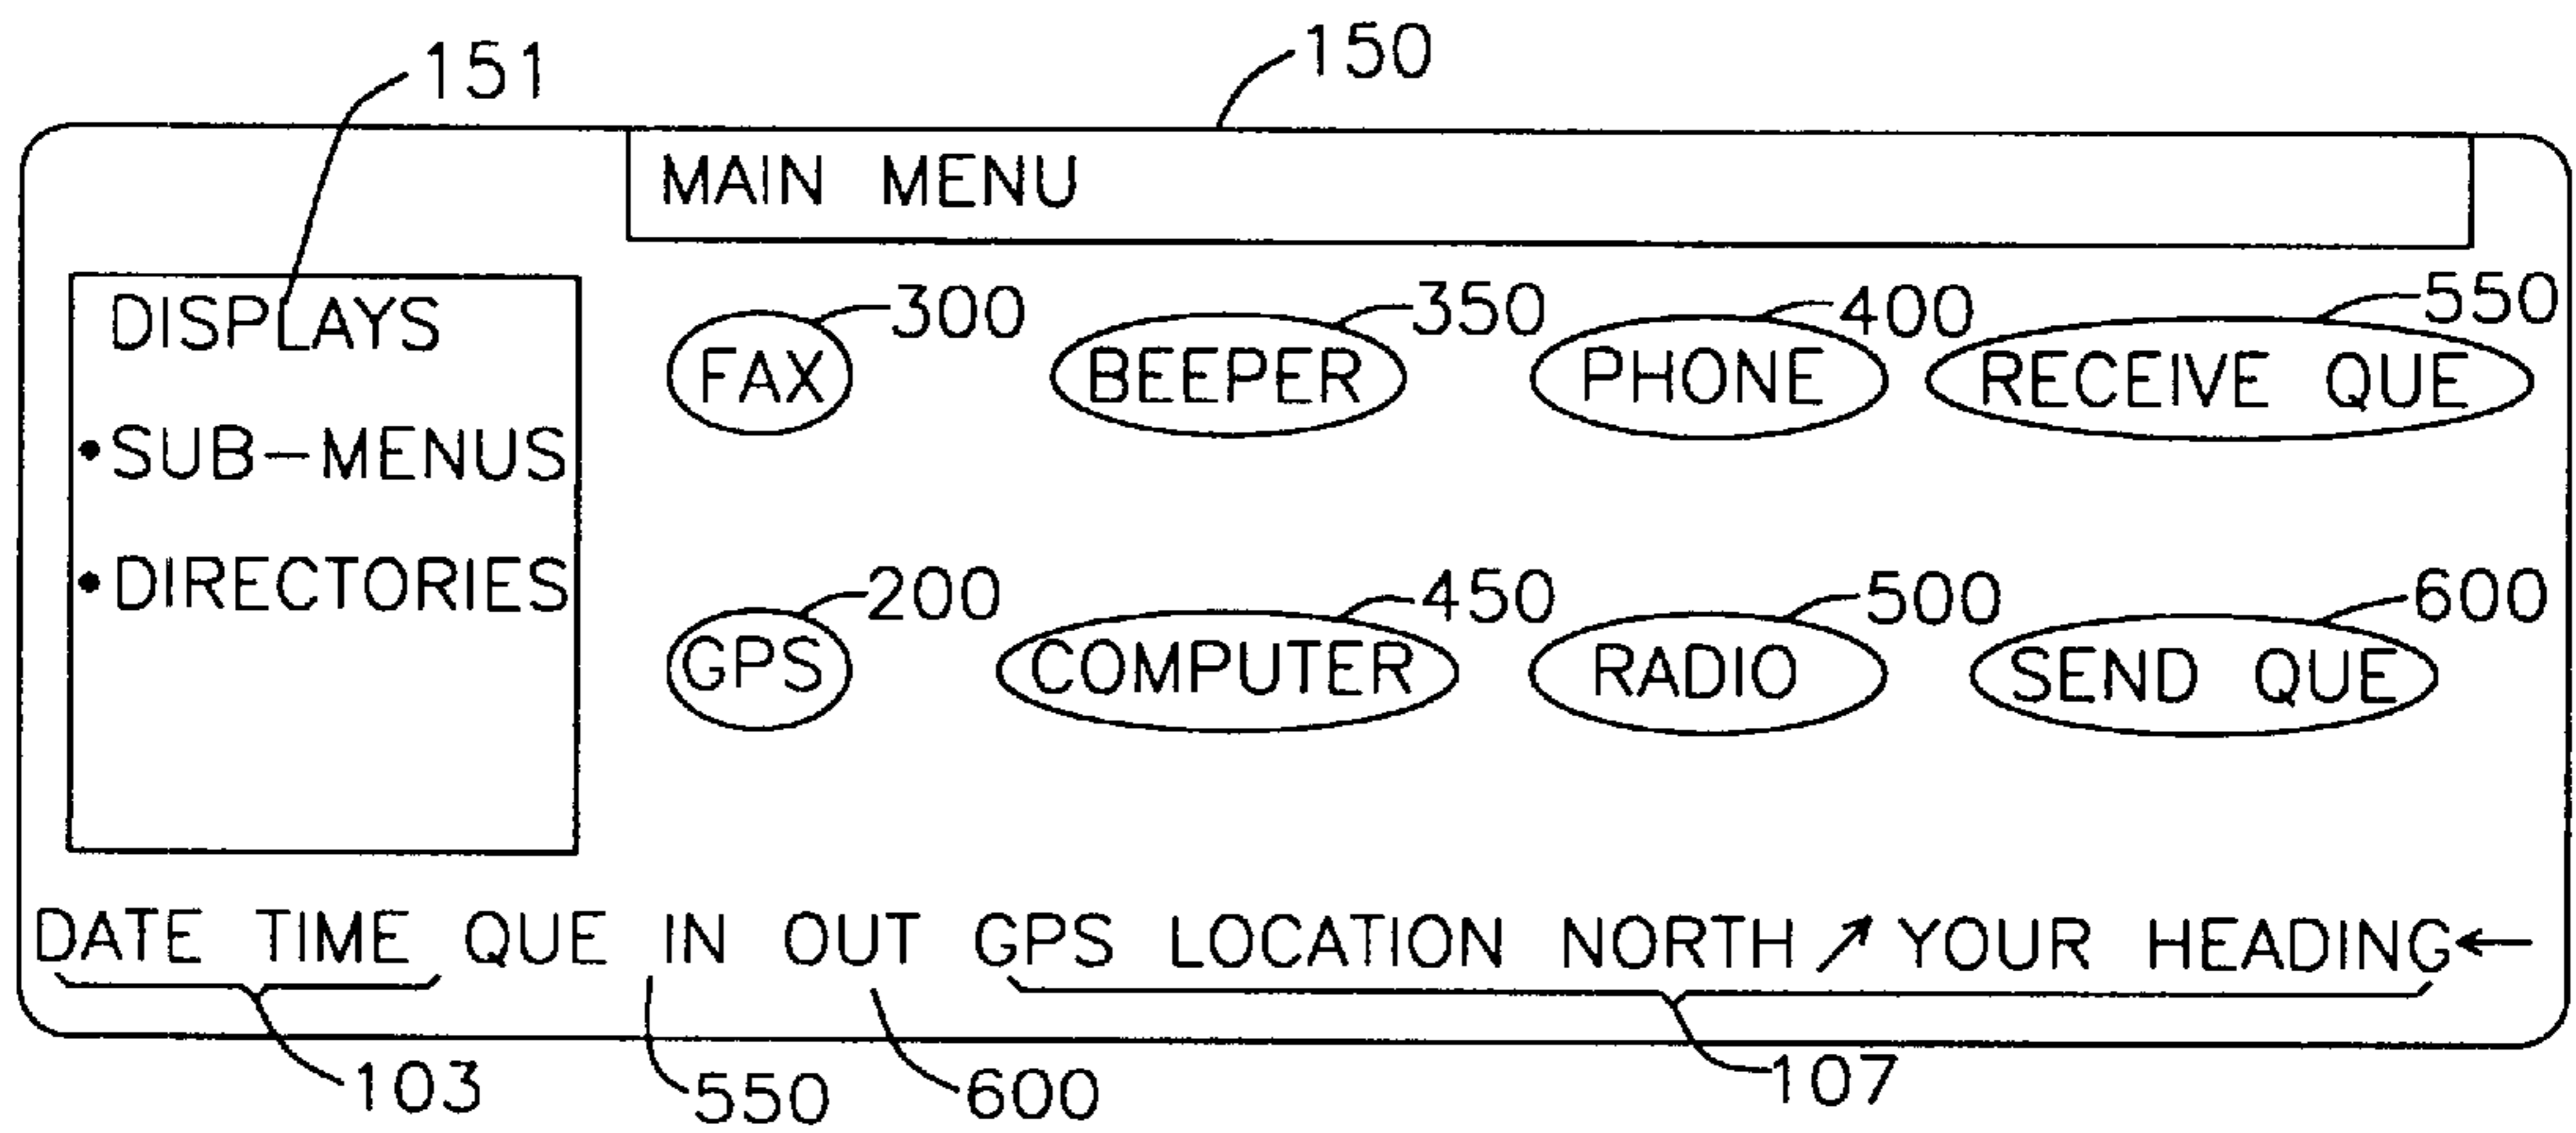 151 150
MAIN MENU
DISPLAYS
•SUB-MENUS
•DIRECTORIES
300 350 400 550
FAX BEEPER PHONE RECEIVE QUE
200 450 500 600
GPS COMPUTER RADIO SEND QUE
DATE TIME QUE IN OUT GPS LOCATION NORTH ↗ YOUR HEADING←
103 550 600 107